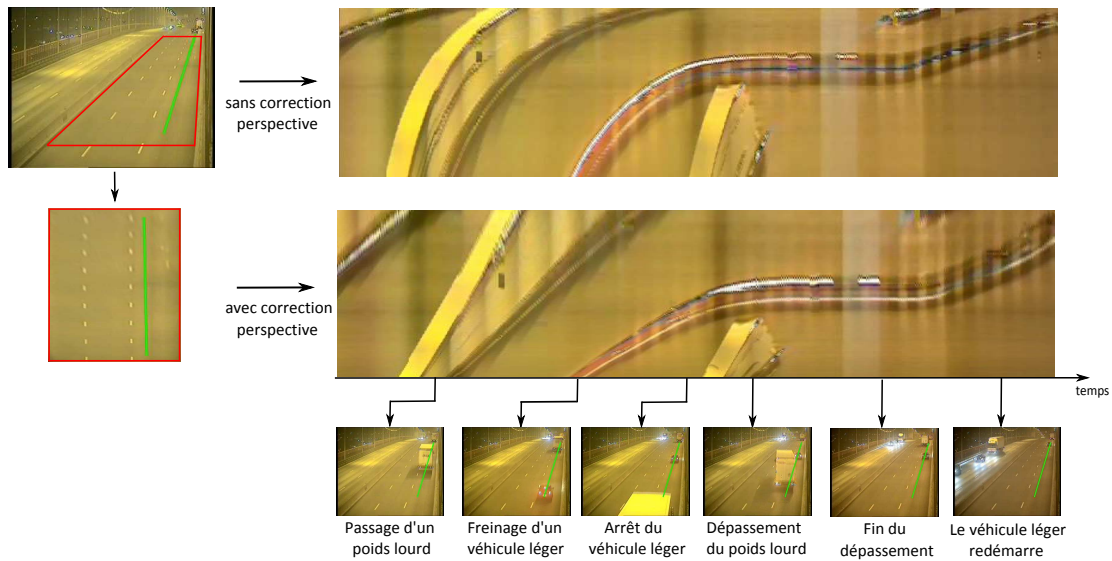 sans correction
perspective
avec correction
perspective
temps
Passage d'un
poids lourd
Freinage d'un
véhicule léger
Arrêt du
véhicule léger
Dépassement
du poids lourd
Fin du
dépassement
Le véhicule léger
redémarre